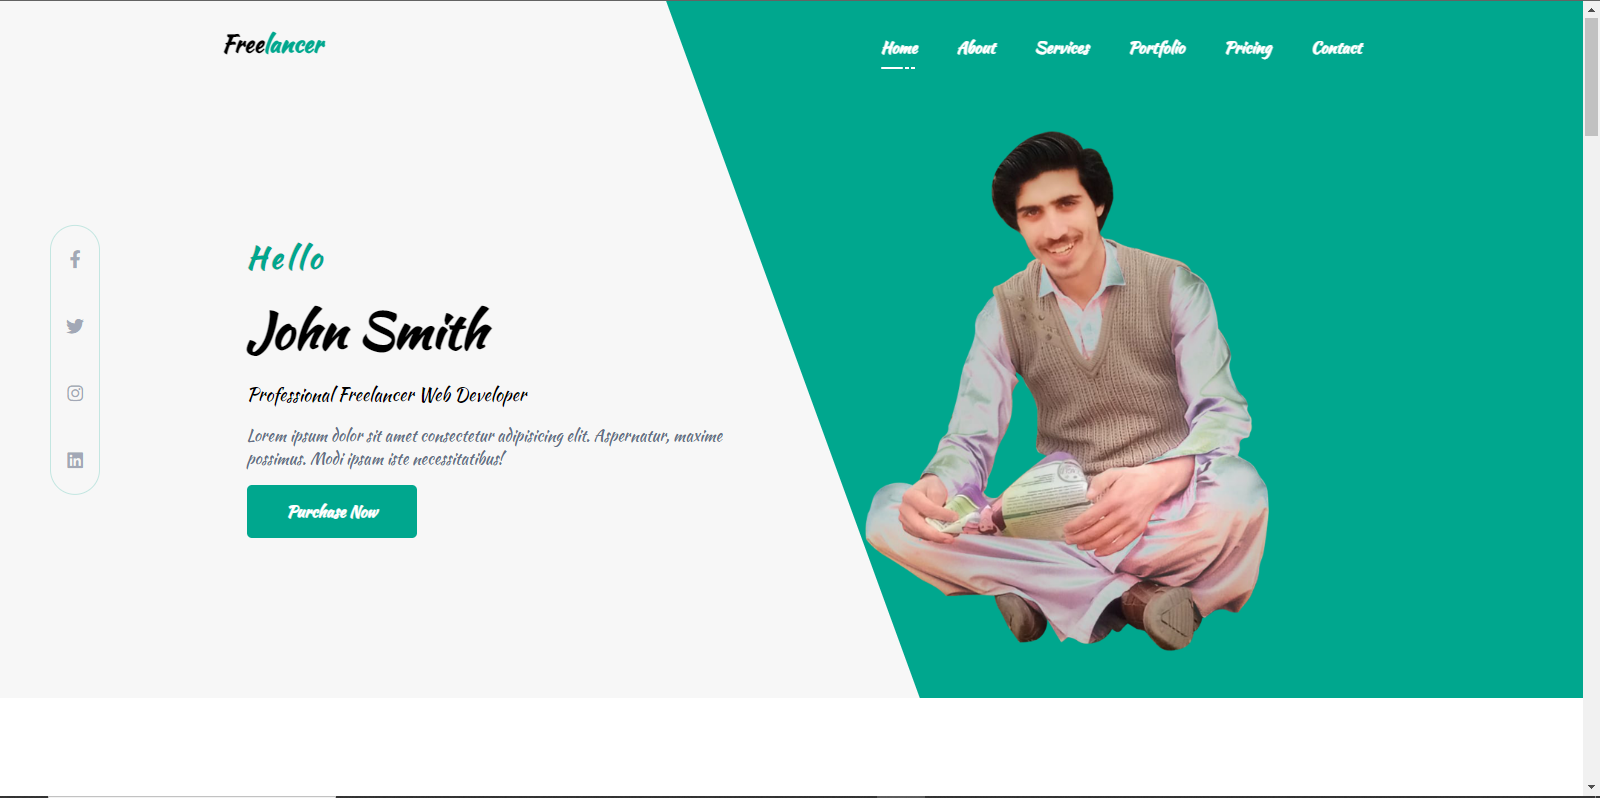 Freelancer
Home About Services Portfolio Pricing Contact
Hello
John Smith
Professional Freelancer Web Developer
Lorem ipsum dolor sit amet consectetur adipisicing elit. Aspernatur, maxime
possimus. Modi ipsam iste necessitatibus!
Purchase Now